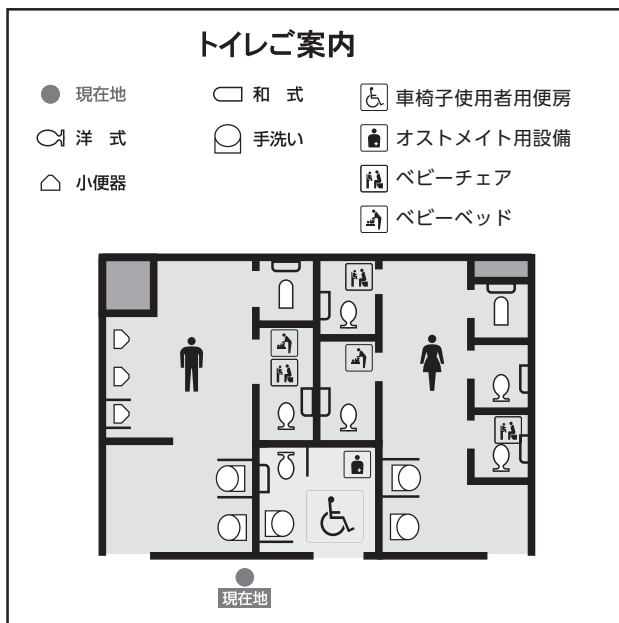 トイレご案内
現在地
洋 式
小便器
和 式
手洗い
車椅子使用者用便房
オストメイト用設備
ベビーチェア
ベビーベッド
現在地